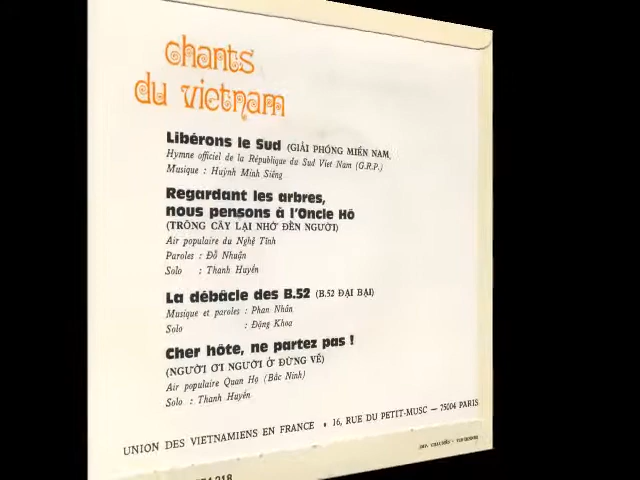 chants
du vietnam
Libérons le Sud (GIẢI PHÓNG MIỀN NAM,
Hymne officiel de la République du Sud Viet Nam (G.R.P.)
Musique : Huỳnh Minh Siêng
Regardant les arbres,
nous pensons à l'Oncle Hô
(TRÔNG CÂY LẠI NHỚ ĐẾN NGƯỜI)
Air populaire du Nghệ Tĩnh
Paroles : Đỗ Nhuận
Solo : Thanh Huyền
La débâcle des B.52 (B.52 ĐẠI BẠI)
Musique et paroles : Phan Nhân
Solo : Đặng Khoa
Cher hôte, ne partez pas !
(NGƯỜI ƠI NGƯỜI Ở ĐỪNG VỀ)
Air populaire Quan Họ (Bắc Ninh)
Solo : Thanh Huyền
UNION DES VIETNAMIENS EN FRANCE • 16, RUE DU PETIT-MUSC — 75004 PARIS